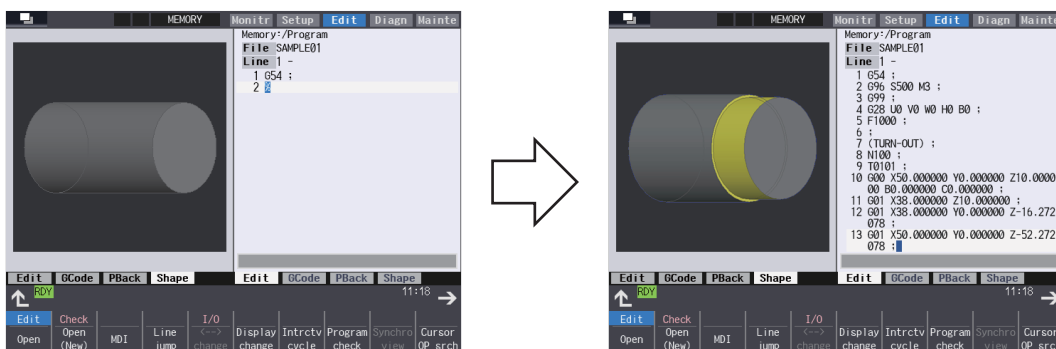 MEMORY Monitr Setup Edit Diagn Mainte
Memory:/Program
File SAMPLE01
Line 1 -
1 G54 ;
2 %
Edit GCode PBack Shape Edit GCode PBack Shape
RDY 11:18
Edit Check I/O
Open Open (New) MDI Line jump <--> change Display change Intrctv cycle Program check Synchro view Cursor OP srch
MEMORY Monitr Setup Edit Diagn Mainte
Memory:/Program
File SAMPLE01
Line 1 -
1 G54 ;
2 G96 S500 M3 ;
3 G99 ;
4 G28 U0 V0 W0 H0 B0 ;
5 F1000 ;
6 ;
7 (TURN-OUT) ;
8 N100 ;
9 T0101 ;
10 G00 X50.000000 Y0.000000 Z10.0000
00 B0.000000 C0.000000 ;
11 G01 X38.000000 Z10.000000 ;
12 G01 X38.000000 Y0.000000 Z-16.272
078 ;
13 G01 X50.000000 Y0.000000 Z-52.272
078 ;
Edit GCode PBack Shape Edit GCode PBack Shape
RDY 11:18
Edit Check I/O
Open Open (New) MDI Line jump <--> change Display change Intrctv cycle Program check Synchro view Cursor OP srch